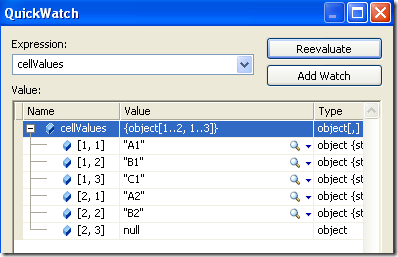 QuickWatch
Expression:
Reevaluate
cellValues
Add Watch
Value:
Name Value Type
cellValues {object[1..2, 1..3]} object[,]
[1, 1] "A1" object {st
[1, 2] "B1" object {st
[1, 3] "C1" object {st
[2, 1] "A2" object {st
[2, 2] "B2" object {st
[2, 3] null object